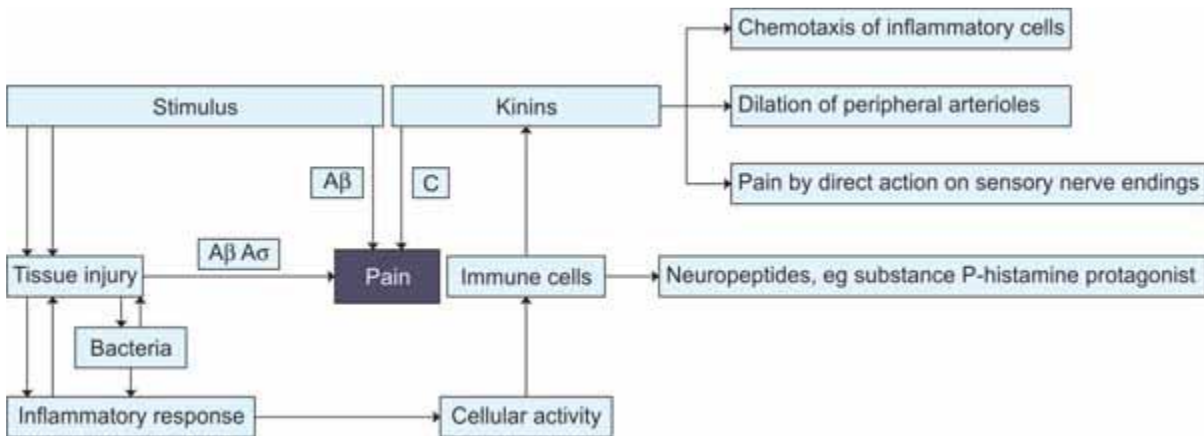 Chemotaxis of inflammatory cells
Stimulus
Kinins
Dilation of peripheral arterioles
Aβ
C
Pain by direct action on sensory nerve endings
Aβ Aσ
Tissue injury
Pain
Immune cells
Neuropeptides, eg substance P-histamine protagonist
Bacteria
Inflammatory response
Cellular activity